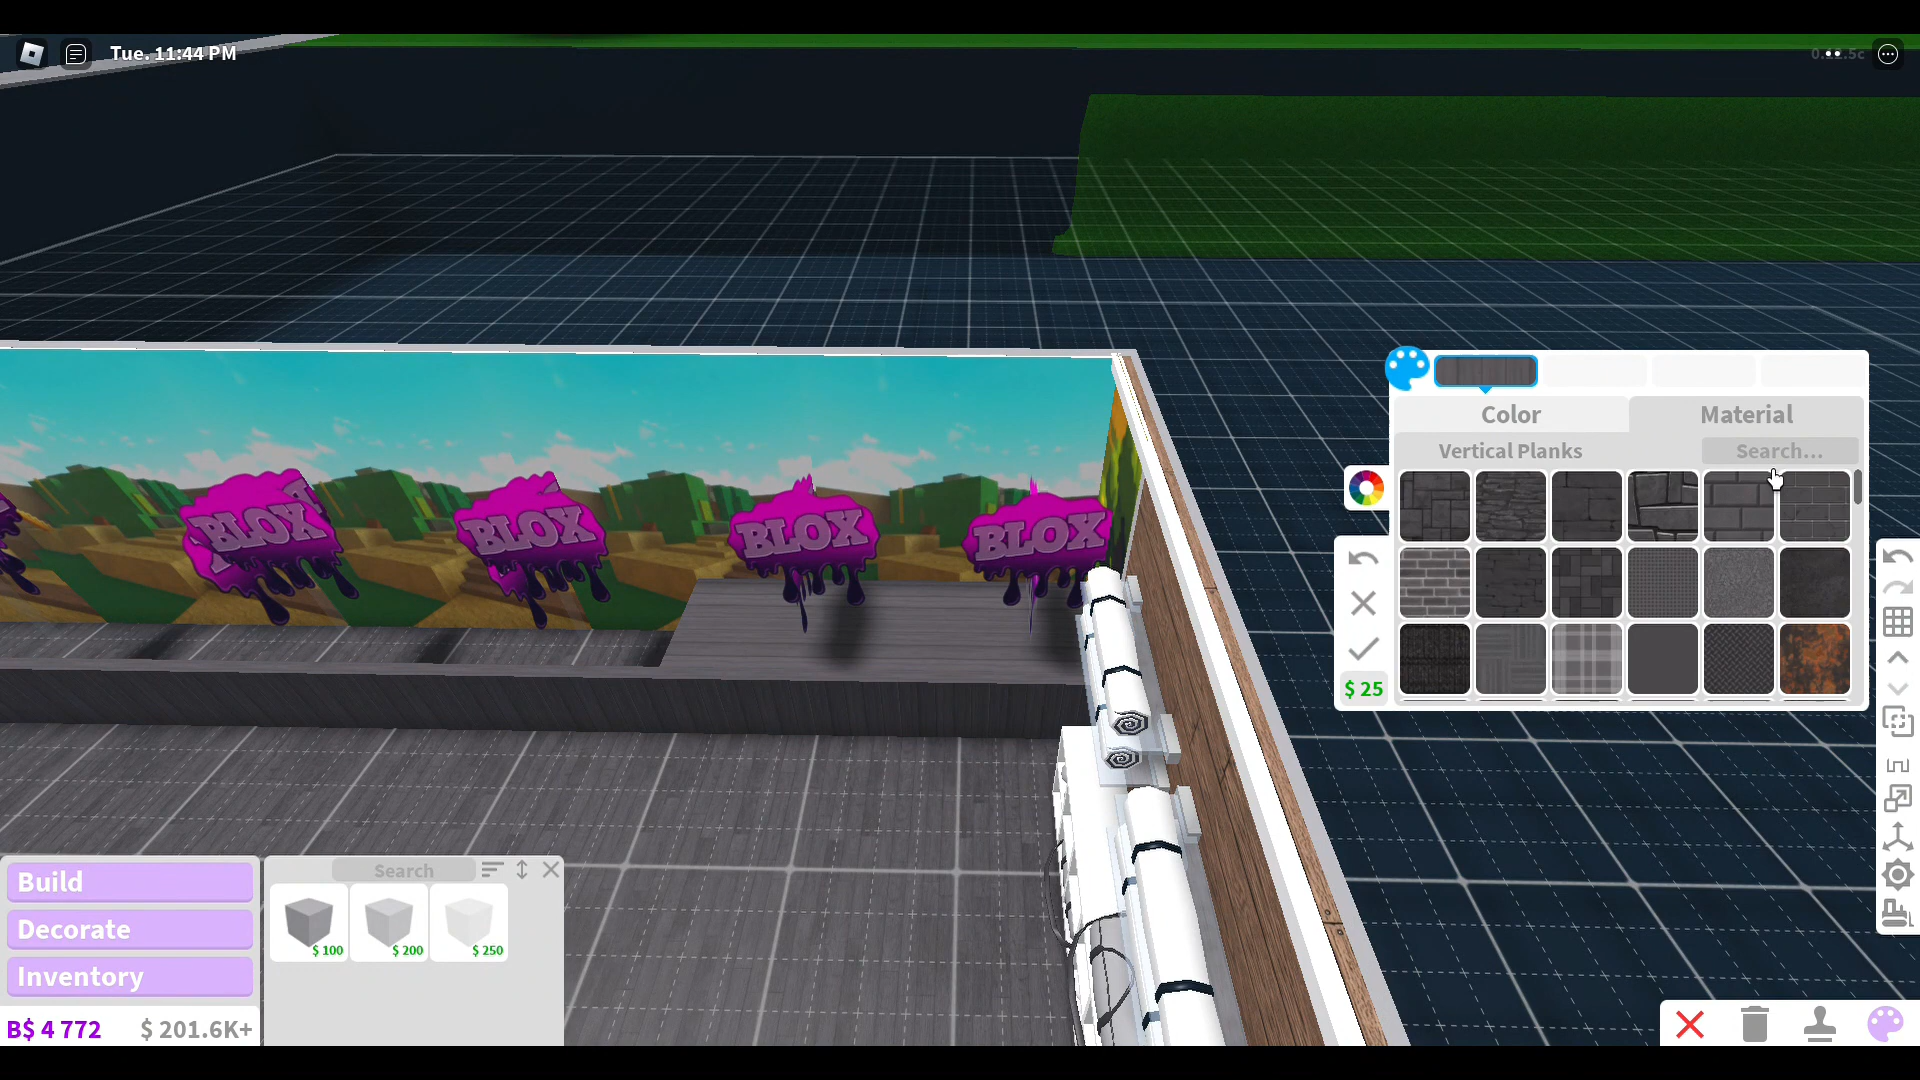 Tue. 11:44 PM
BLOX
BLOX
BLOX
BLOX
Color
Material
Vertical Planks
Search...
$ 25
Build
Decorate
Inventory
B$ 4 772
$ 201.6K+
Search
$ 100
$ 200
$ 250